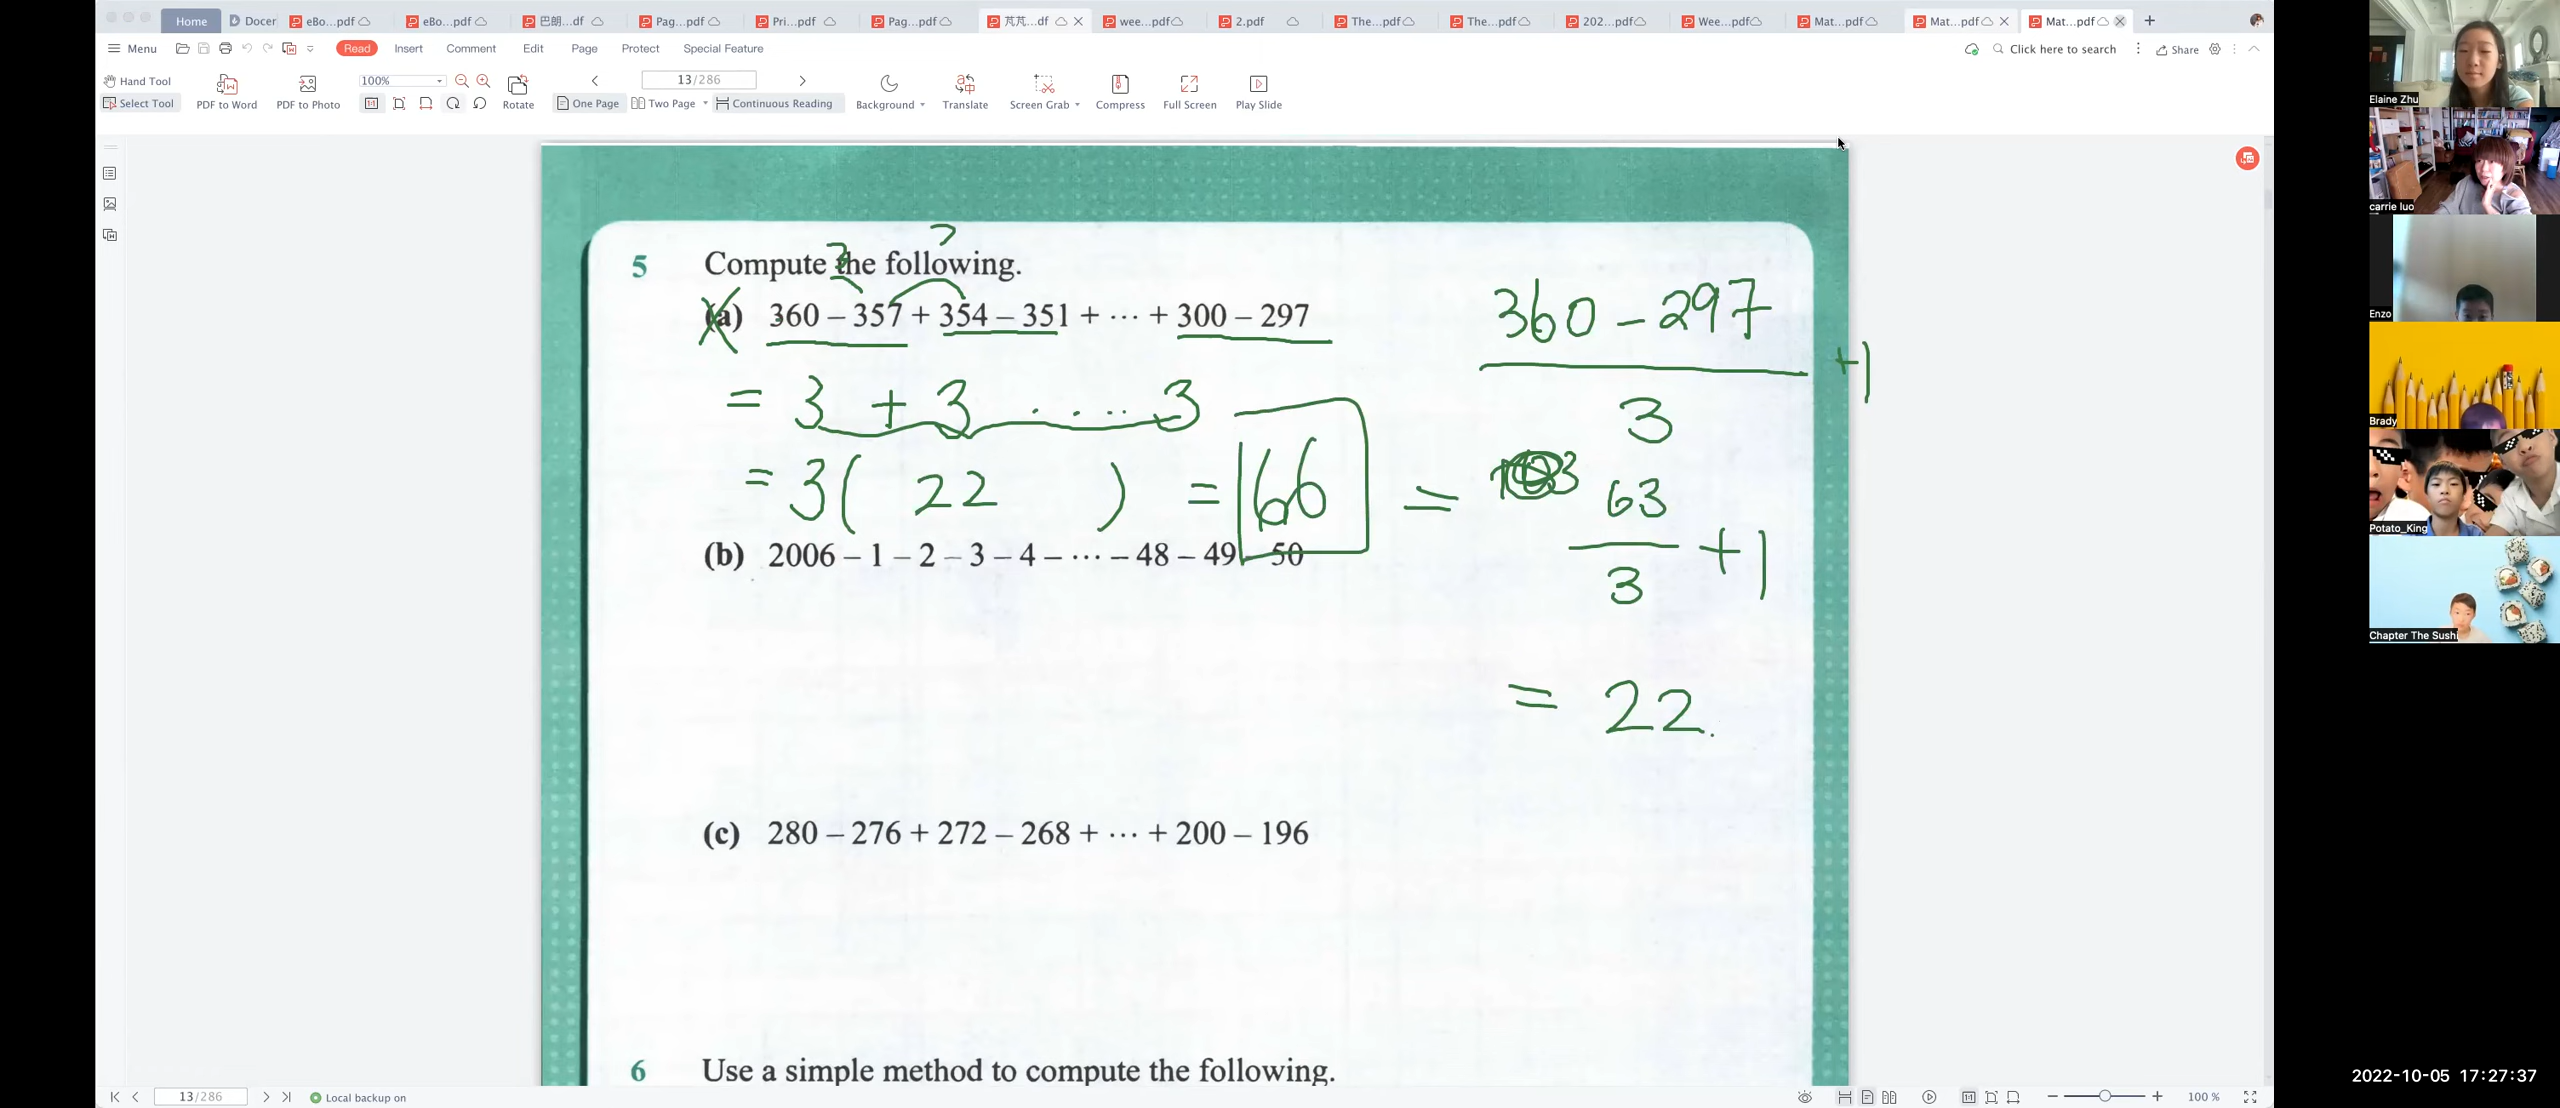 Home Docer eBo...pdf eBo...pdf 巴朗...df Pag...pdf Pri...pdf Pag...pdf 芃芃...df wee...pdf 2.pdf The...pdf The...pdf 202...pdf Wee...pdf Mat...pdf Mat...pdf Mat...pdf
Menu Read Insert Comment Edit Page Protect Special Feature Click here to search Share
Hand Tool 100% 13/286
Select Tool PDF to Word PDF to Photo Rotate One Page Two Page Continuous Reading Background Translate Screen Grab Compress Full Screen Play Slide
5 Compute the following.
(a) 360 – 357 + 354 – 351 + ··· + 300 – 297
= 3 + 3 ····· 3
= 3( 22 ) = 66
360 – 297
3
+1
= 63
3
+1
= 22.
(b) 2006 – 1 – 2 – 3 – 4 – ··· – 48 – 49 – 50
(c) 280 – 276 + 272 – 268 + ··· + 200 – 196
6 Use a simple method to compute the following.
13/286 Local backup on 100 %
Elaine Zhu
carrie luo
Enzo
Brady
Potato_King
Chapter The Sushi
2022-10-05 17:27:37